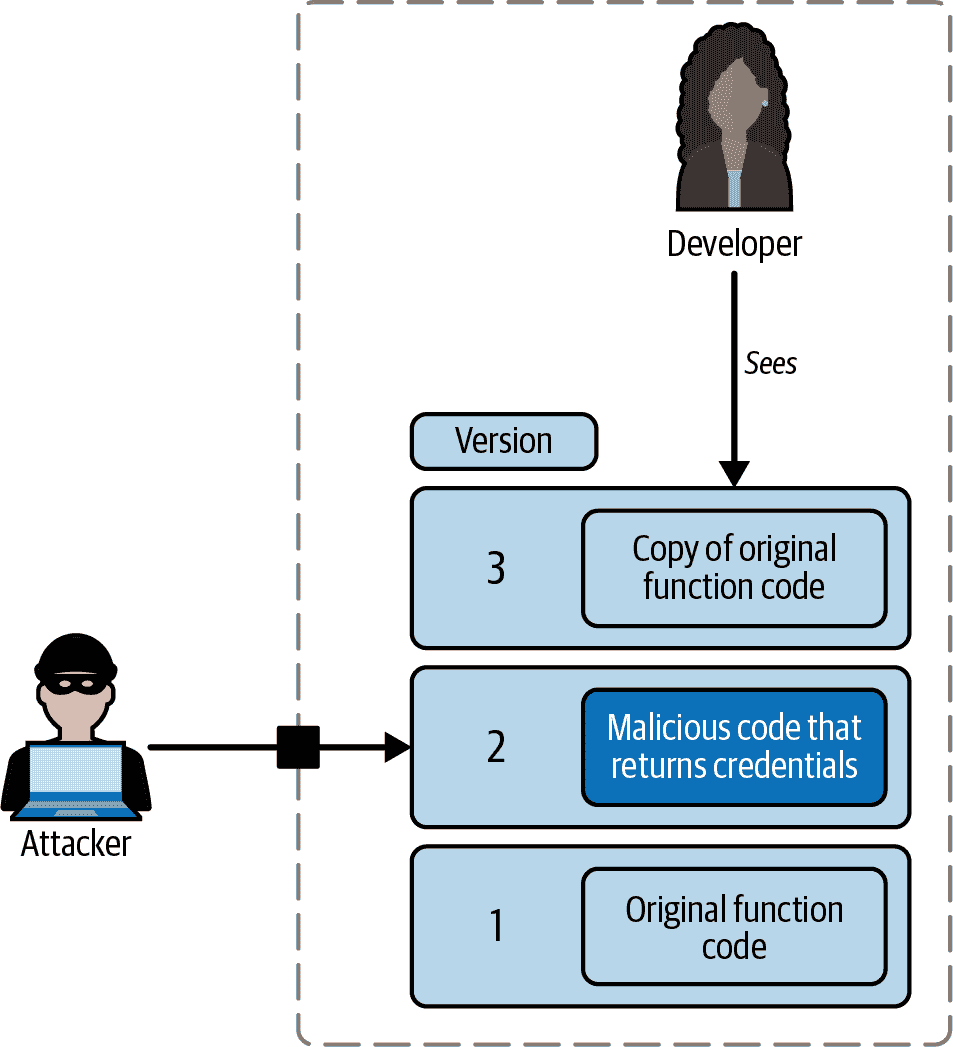 Developer
Sees
Version
3
Copy of original
function code
2
Malicious code that
returns credentials
Attacker
1
Original function
code